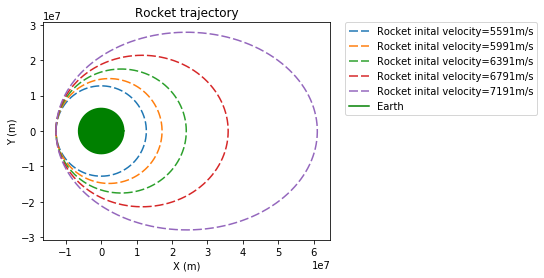 Rocket trajectory
1e7
3
2
1
0
−1
−2
−3
Y (m)
−1 0 1 2 3 4 5 6
1e7
X (m)
Rocket inital velocity=5591m/s
Rocket inital velocity=5991m/s
Rocket inital velocity=6391m/s
Rocket inital velocity=6791m/s
Rocket inital velocity=7191m/s
Earth